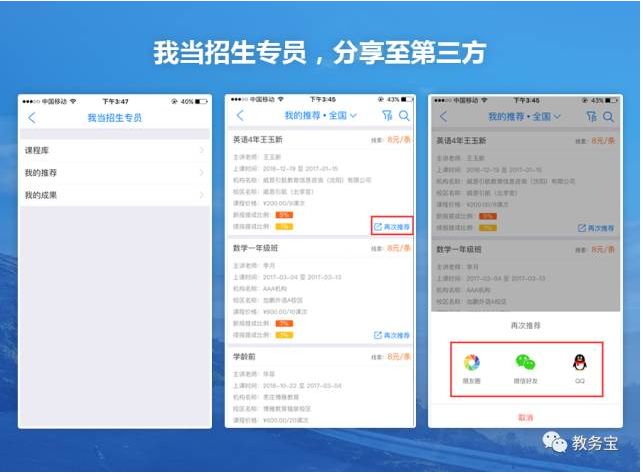 我当招生专员，分享至第三方
中国移动 下午3:47 40%
我当招生专员
课程库
我的推荐
我的成果
中国移动 下午3:45 43%
我的推荐•全国
英语4年王玉新 线索: 8元/条
主讲老师: 王玉新
上课时间: 2016-12-19 至 2017-01-15
机构名称: 威恩引航教育信息咨询（沈阳）有限公司
校区名称: 威恩引航（北李官）
课程价格: ¥200.00/9课次
新报提成比例: 5%
续报提成比例: 1%
再次推荐
数学一年级班 线索: 8元/条
主讲老师: 李月
上课时间: 2017-03-04 至 2017-03-13
机构名称: AAA机构
校区名称: 加鹏外语A校区
课程价格: ¥600.00/8课次
新报提成比例: 7%
续报提成比例:
再次推荐
学龄前 线索: 8元/条
主讲老师: 华菲
上课时间: 2016-10-22 至 2017-03-04
机构名称: 枣庄博雅教育
校区名称: 博雅教育福泉校区
课程价格: ¥680.00/20课次
中国移动 下午3:45 43%
我的推荐•全国
英语4年王玉新 线索: 8元/条
主讲老师: 王玉新
上课时间: 2016-12-19 至 2017-01-15
机构名称: 威恩引航教育信息咨询（沈阳）有限公司
校区名称: 威恩引航（北李官）
课程价格: ¥200.00/9课次
新报提成比例: 5%
续报提成比例: 1%
再次推荐
数学一年级班 线索: 8元/条
主讲老师: 李月
上课时间: 2017-03-04 至 2017-03-13
机构名称: AAA机构
校区名称: 加鹏外语A校区
再次推荐
朋友圈 微信好友 QQ
取消
教务宝